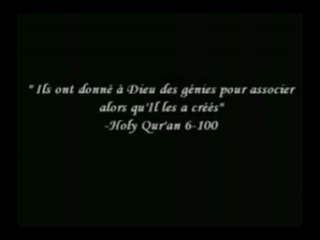 " Ils ont donné à Dieu des génies pour associer
alors qu'Il les a créés"
-Holy Qur'an 6-100